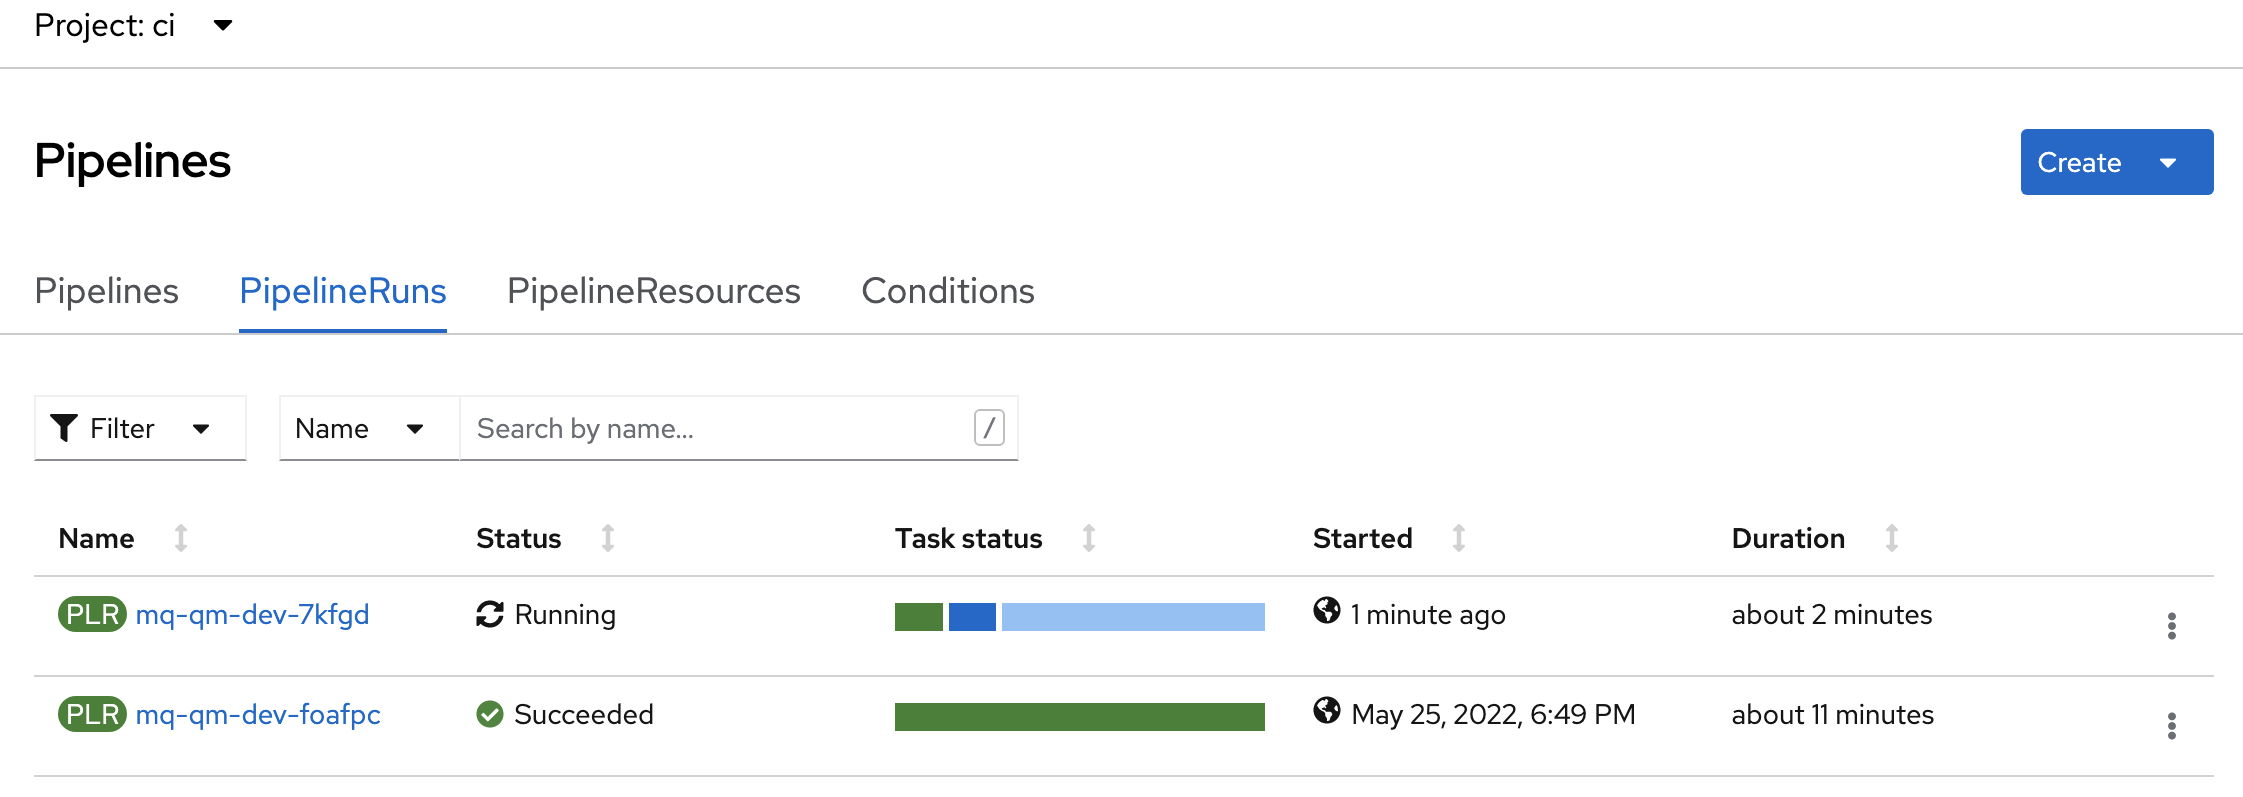 Project: ci
Pipelines
Create
Pipelines PipelineRuns PipelineResources Conditions
Filter Name Search by name... /
Name Status Task status Started Duration
PLR mq-qm-dev-7kfgd Running 1 minute ago about 2 minutes
PLR mq-qm-dev-foafpc Succeeded May 25, 2022, 6:49 PM about 11 minutes